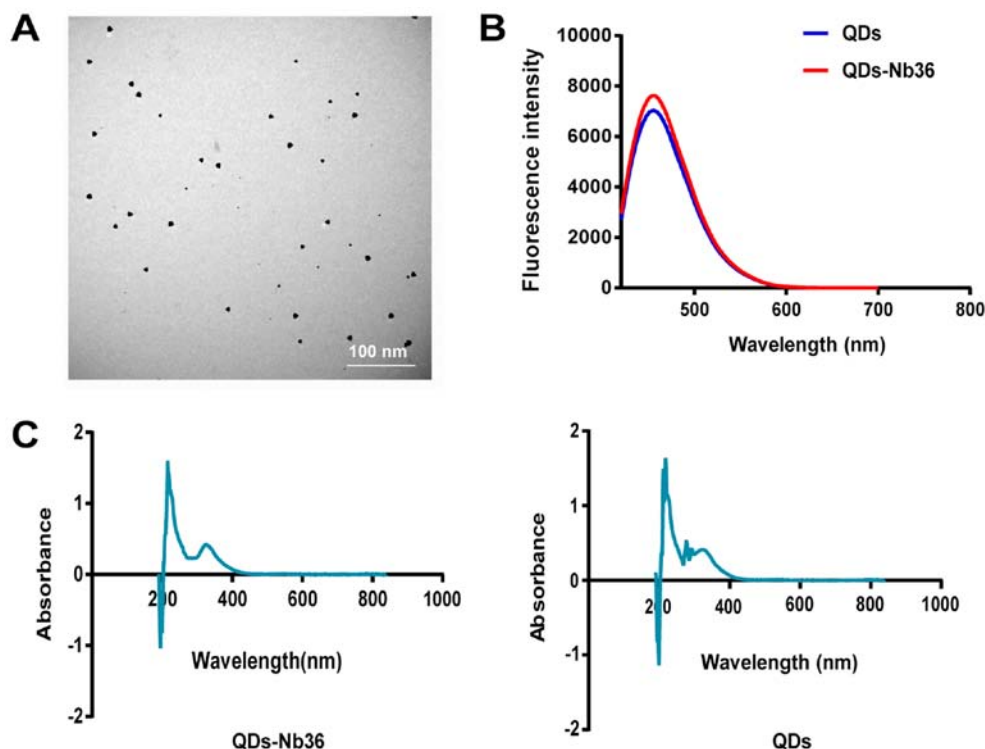 A
100 nm
B
QDs
QDs-Nb36
Fluorescence intensity
10000
8000
6000
4000
2000
0
500 600 700 800
Wavelength (nm)
C
Absorbance
2
1
0
-1
-2
200 400 600 800 1000
Wavelength(nm)
QDs-Nb36
Absorbance
2
1
0
-1
-2
200 400 600 800 1000
Wavelength (nm)
QDs